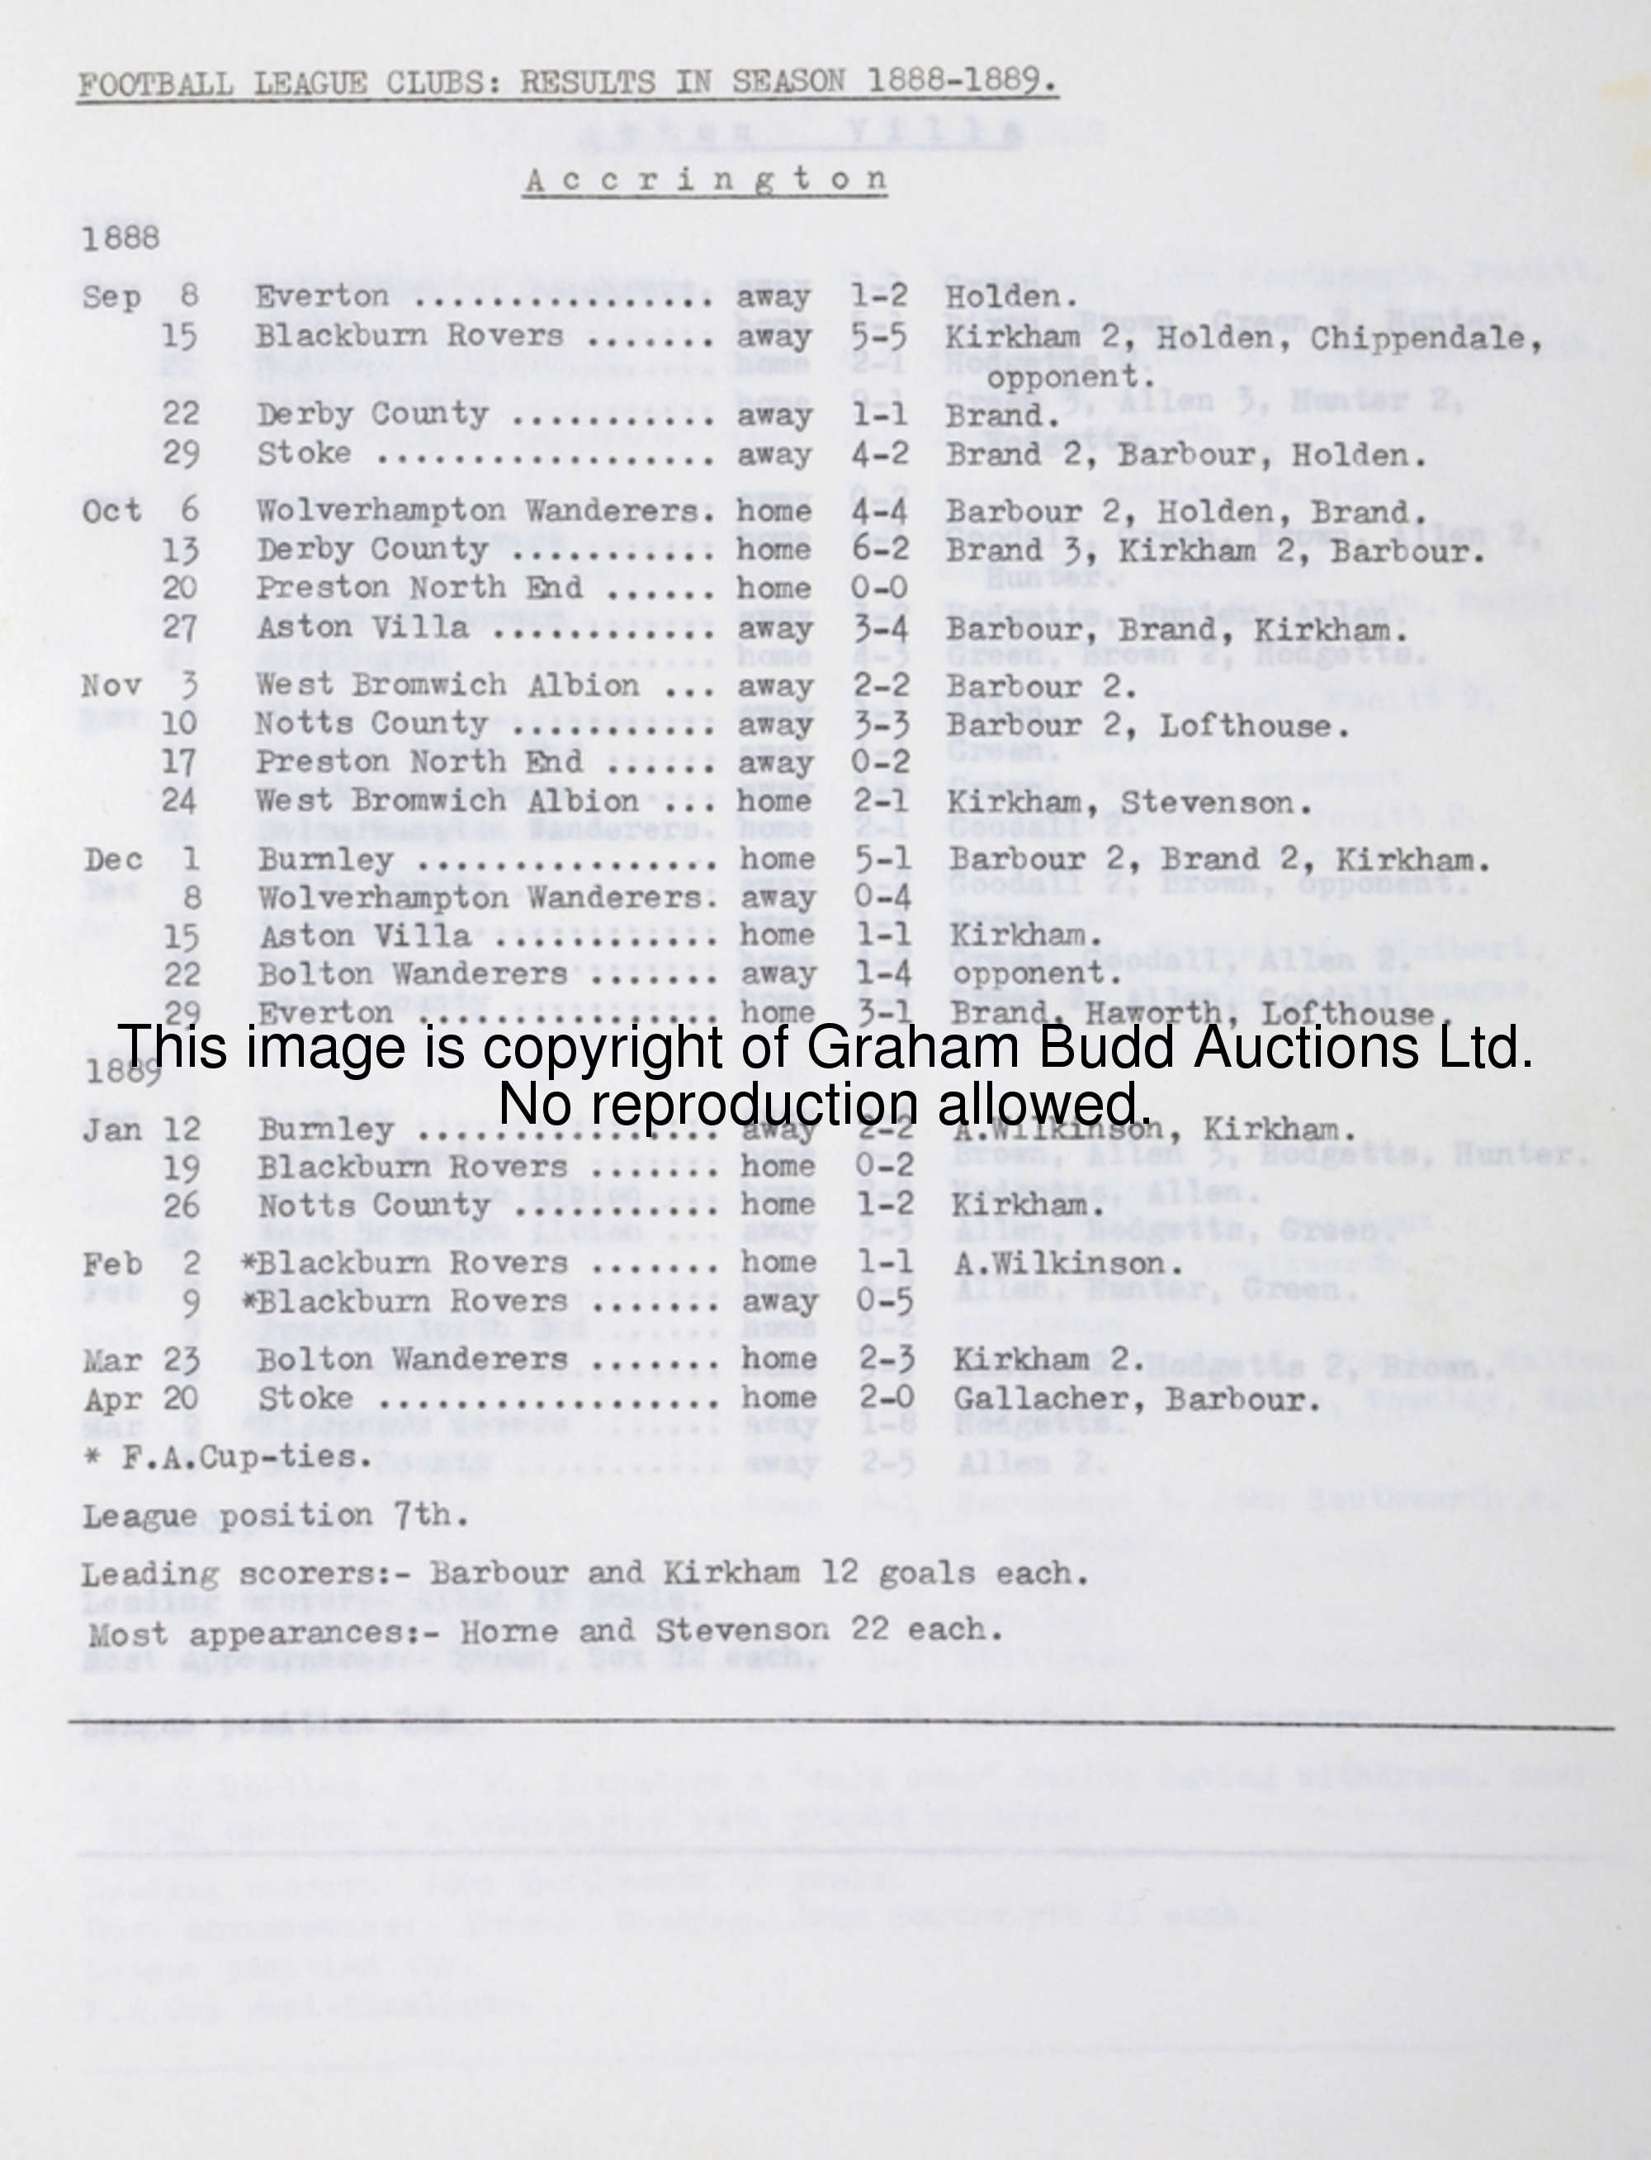 FOOTBALL LEAGUE CLUBS: RESULTS IN SEASON 1888-1889.
A c c r i n g t o n
1888
Sep 8 Everton ................ away 1-2 Holden.
15 Blackburn Rovers ....... away 5-5 Kirkham 2, Holden, Chippendale,
opponent.
22 Derby County ........... away 1-1 Brand.
29 Stoke .................. away 4-2 Brand 2, Barbour, Holden.
Oct 6 Wolverhampton Wanderers. home 4-4 Barbour 2, Holden, Brand.
13 Derby County ........... home 6-2 Brand 3, Kirkham 2, Barbour.
20 Preston North End ...... home 0-0
27 Aston Villa ............ away 3-4 Barbour, Brand, Kirkham.
Nov 3 West Bromwich Albion ... away 2-2 Barbour 2.
10 Notts County ........... away 3-3 Barbour 2, Lofthouse.
17 Preston North End ...... away 0-2
24 West Bromwich Albion ... home 2-1 Kirkham, Stevenson.
Dec 1 Burnley ................ home 5-1 Barbour 2, Brand 2, Kirkham.
8 Wolverhampton Wanderers. away 0-4
15 Aston Villa ............ home 1-1 Kirkham.
22 Bolton Wanderers ....... away 1-4 opponent.
29 Everton ................ home 3-1 Brand, Haworth, Lofthouse.
This image is copyright of Graham Budd Auctions Ltd.
1889
No reproduction allowed.
Jan 12 Burnley ................ away 2-2 A.Wilkinson, Kirkham.
19 Blackburn Rovers ....... home 0-2
26 Notts County ........... home 1-2 Kirkham.
Feb 2 *Blackburn Rovers ....... home 1-1 A.Wilkinson.
9 *Blackburn Rovers ....... away 0-5
Mar 23 Bolton Wanderers ....... home 2-3 Kirkham 2.
Apr 20 Stoke .................. home 2-0 Gallacher, Barbour.
* F.A.Cup-ties.
League position 7th.
Leading scorers:- Barbour and Kirkham 12 goals each.
Most appearances:- Horne and Stevenson 22 each.